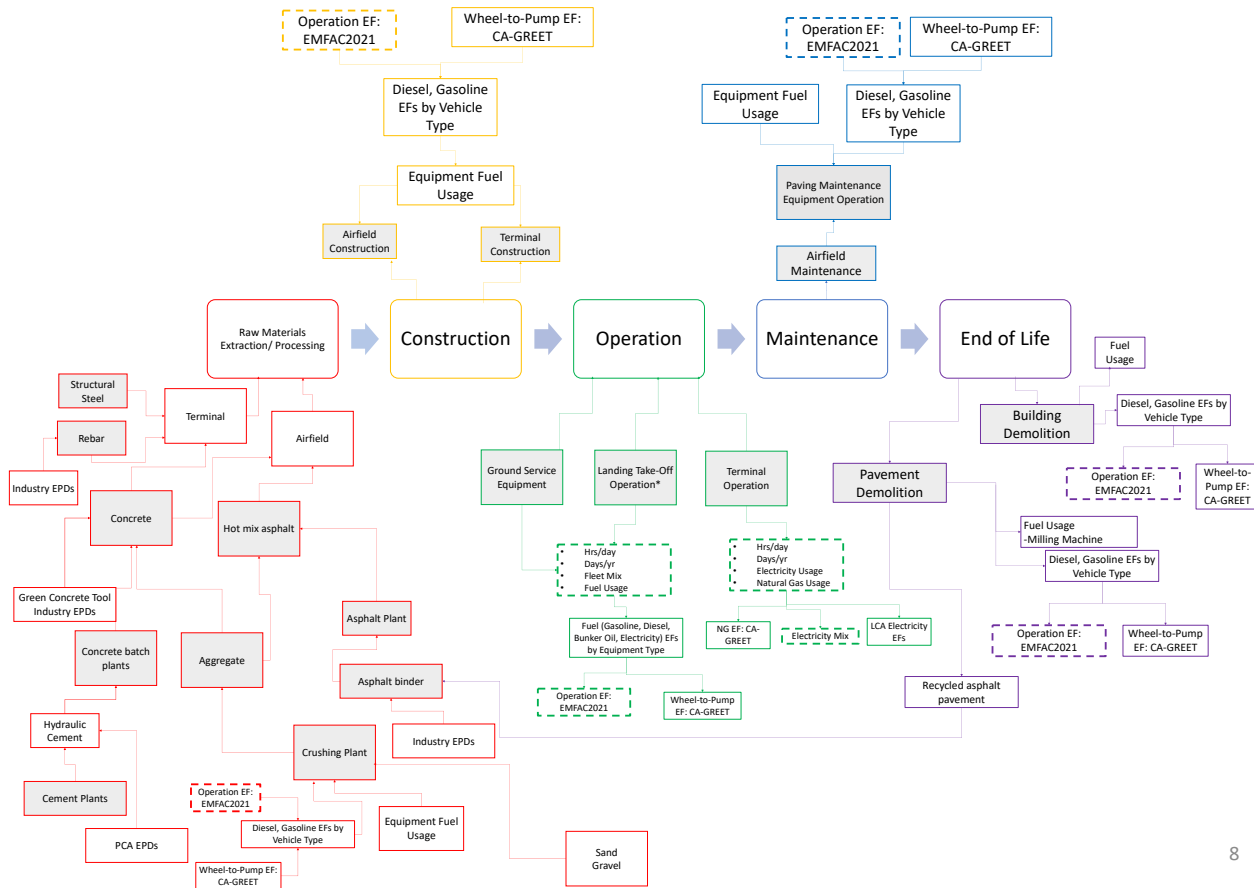 Operation EF:
EMFAC2021
Wheel-to-Pump EF:
CA-GREET
Diesel, Gasoline
EFs by Vehicle
Type
Equipment Fuel
Usage
Airfield
Construction
Terminal
Construction
Operation EF:
EMFAC2021
Wheel-to-Pump EF:
CA-GREET
Equipment Fuel
Usage
Diesel, Gasoline
EFs by Vehicle
Type
Paving Maintenance
Equipment Operation
Airfield
Maintenance
Raw Materials
Extraction/ Processing
Construction
Operation
Maintenance
End of Life
Structural
Steel
Terminal
Rebar
Airfield
Industry EPDs
Concrete
Hot mix asphalt
Green Concrete Tool
Industry EPDs
Asphalt Plant
Concrete batch
plants
Aggregate
Asphalt binder
Hydraulic
Cement
Industry EPDs
Crushing Plant
Cement Plants
Operation EF:
EMFAC2021
Equipment Fuel
Usage
Diesel, Gasoline EFs by
Vehicle Type
PCA EPDs
Wheel-to-Pump EF:
CA-GREET
Sand
Gravel
Ground Service
Equipment
Landing Take-Off
Operation*
Terminal
Operation
• Hrs/day
• Days/yr
• Fleet Mix
• Fuel Usage
• Hrs/day
• Days/yr
• Electricity Usage
• Natural Gas Usage
Fuel (Gasoline, Diesel,
Bunker Oil, Electricity) EFs
by Equipment Type
NG EF: CA-
GREET
Electricity Mix
LCA Electricity
EFs
Operation EF:
EMFAC2021
Wheel-to-Pump
EF: CA-GREET
Fuel
Usage
Building
Demolition
Diesel, Gasoline EFs by
Vehicle Type
Operation EF:
EMFAC2021
Wheel-to-
Pump EF:
CA-GREET
Pavement
Demolition
Fuel Usage
-Milling Machine
Diesel, Gasoline EFs by
Vehicle Type
Operation EF:
EMFAC2021
Wheel-to-Pump
EF: CA-GREET
Recycled asphalt
pavement
8